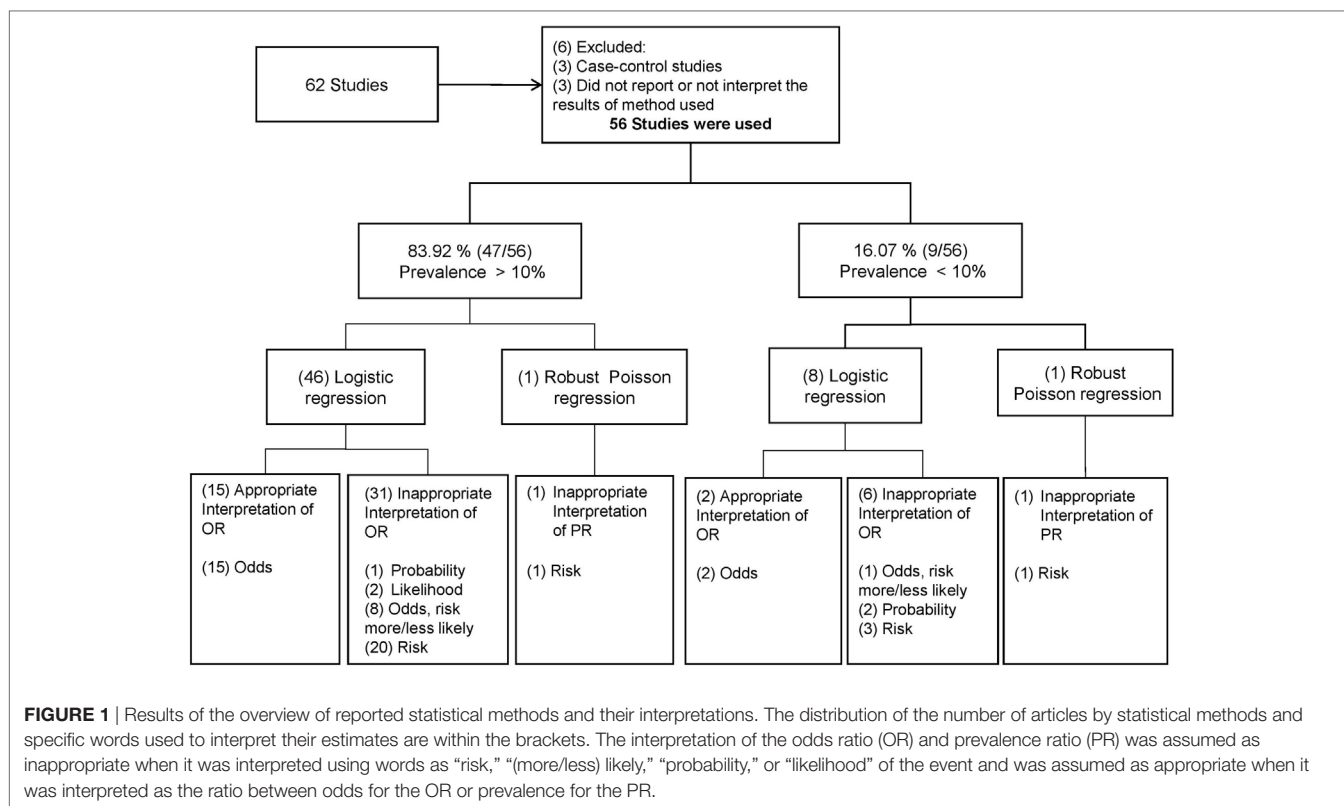 62 Studies
(6) Excluded:
(3) Case-control studies
(3) Did not report or not interpret the
results of method used
56 Studies were used
83.92 % (47/56)
Prevalence > 10%
16.07 % (9/56)
Prevalence < 10%
(46) Logistic
regression
(1) Robust Poisson
regression
(8) Logistic
regression
(1) Robust
Poisson regression
(15) Appropriate
Interpretation of
OR
(15) Odds
(31) Inappropriate
Interpretation of
OR
(1) Probability
(2) Likelihood
(8) Odds, risk
more/less likely
(20) Risk
(1) Inappropriate
Interpretation
of PR
(1) Risk
(2) Appropriate
Interpretation of
OR
(2) Odds
(6) Inappropriate
Interpretation of
OR
(1) Odds, risk
more/less likely
(2) Probability
(3) Risk
(1) Inappropriate
Interpretation of
PR
(1) Risk
FIGURE 1 | Results of the overview of reported statistical methods and their interpretations. The distribution of the number of articles by statistical methods and
specific words used to interpret their estimates are within the brackets. The interpretation of the odds ratio (OR) and prevalence ratio (PR) was assumed as
inappropriate when it was interpreted using words as “risk,” “(more/less) likely,” “probability,” or “likelihood” of the event and was assumed as appropriate when it
was interpreted as the ratio between odds for the OR or prevalence for the PR.